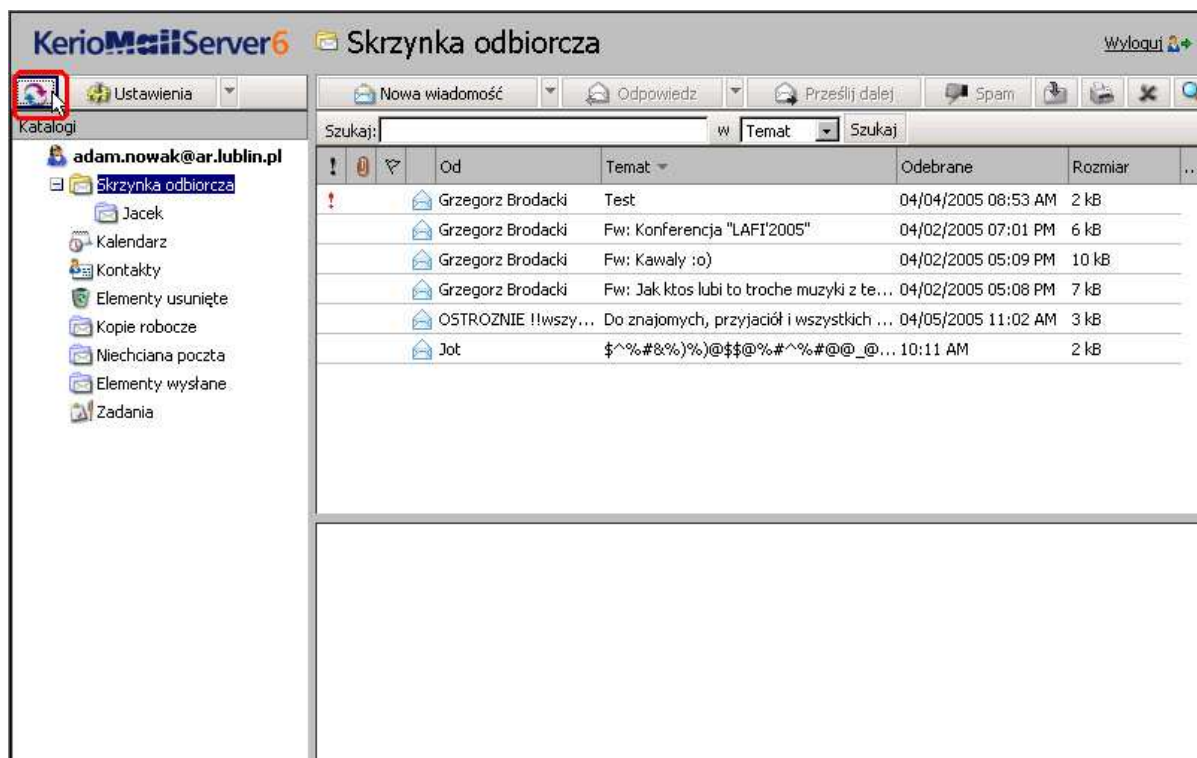 KerioMailServer6 Skrzynka odbiorcza Wyloguj
Ustawienia Nowa wiadomość Odpowiedz Prześlij dalej Spam
Katalogi
Szukaj: w Temat Szukaj
adam.nowak@ar.lublin.pl
Skrzynka odbiorcza
Jacek
Kalendarz
Kontakty
Elementy usunięte
Kopie robocze
Niechciana poczta
Elementy wysłane
Zadania
! Od Temat Odebrane Rozmiar ...
! Grzegorz Brodacki Test 04/04/2005 08:53 AM 2 kB
Grzegorz Brodacki Fw: Konferencja "LAFI'2005" 04/02/2005 07:01 PM 6 kB
Grzegorz Brodacki Fw: Kawaly :o) 04/02/2005 05:09 PM 10 kB
Grzegorz Brodacki Fw: Jak ktos lubi to troche muzyki z te... 04/02/2005 05:08 PM 7 kB
OSTROZNIE !!wszy... Do znajomych, przyjaciół i wszystkich ... 04/05/2005 11:02 AM 3 kB
Jot $^%#&%)%)@$$@%#^%#@@_@... 10:11 AM 2 kB